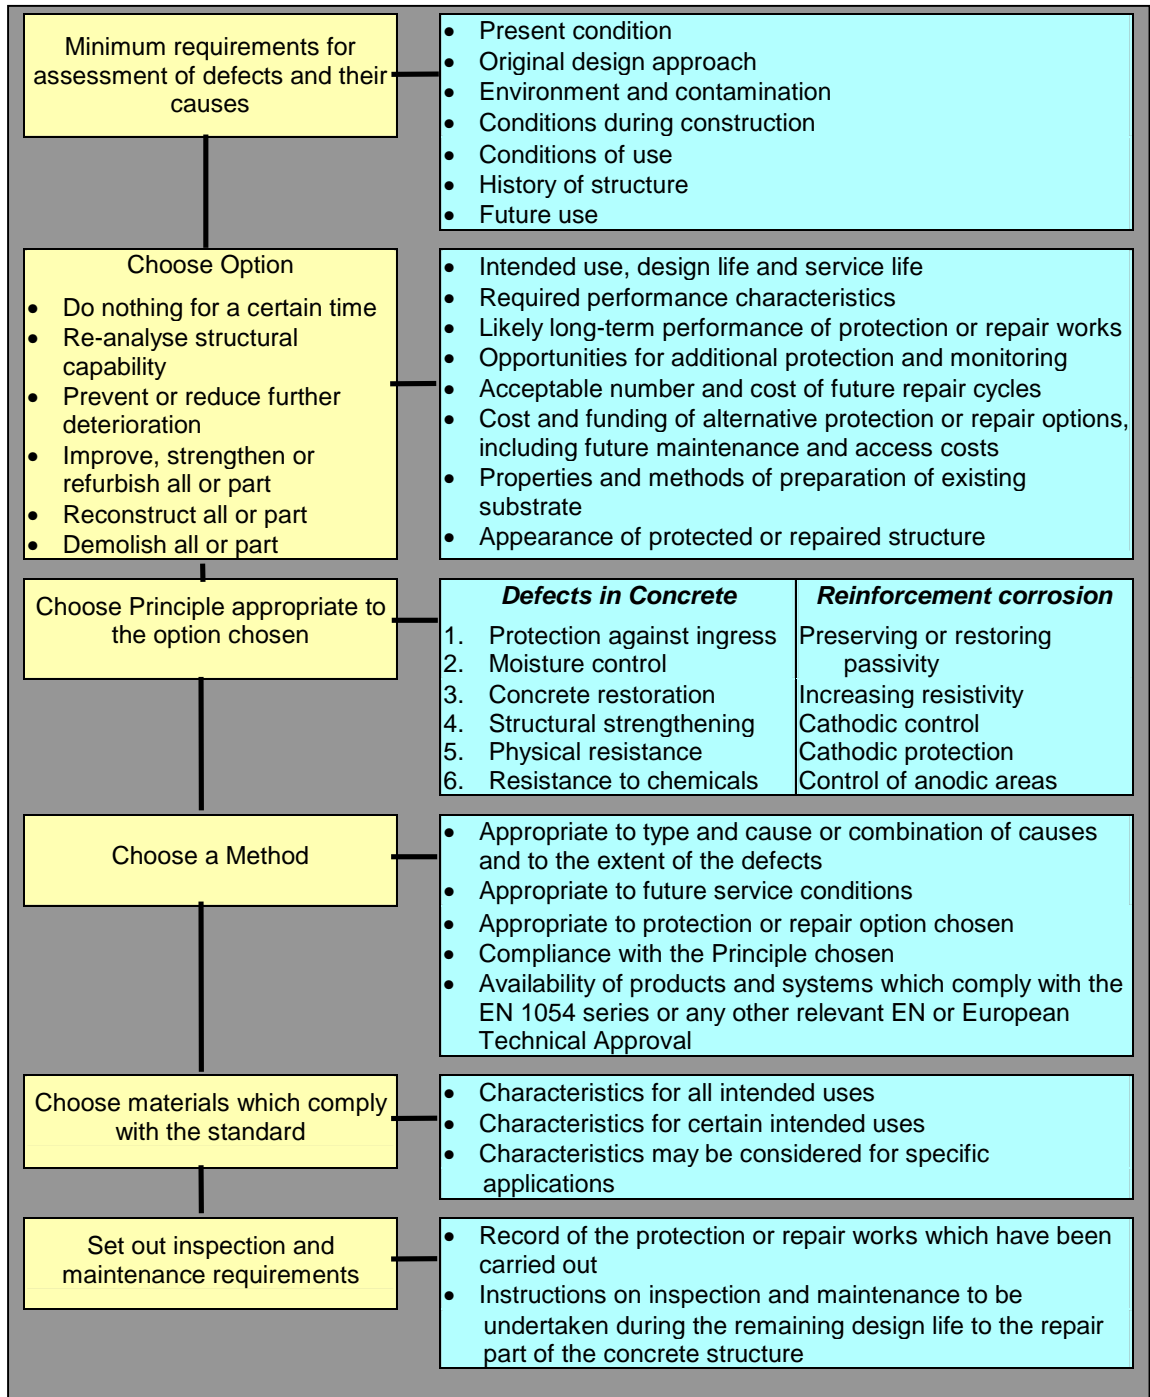 Minimum requirements for
assessment of defects and their
causes
• Present condition
• Original design approach
• Environment and contamination
• Conditions during construction
• Conditions of use
• History of structure
• Future use
Choose Option
• Do nothing for a certain time
• Re-analyse structural
capability
• Prevent or reduce further
deterioration
• Improve, strengthen or
refurbish all or part
• Reconstruct all or part
• Demolish all or part
• Intended use, design life and service life
• Required performance characteristics
• Likely long-term performance of protection or repair works
• Opportunities for additional protection and monitoring
• Acceptable number and cost of future repair cycles
• Cost and funding of alternative protection or repair options,
including future maintenance and access costs
• Properties and methods of preparation of existing
substrate
• Appearance of protected or repaired structure
Choose Principle appropriate to
the option chosen
Defects in Concrete
1. Protection against ingress
2. Moisture control
3. Concrete restoration
4. Structural strengthening
5. Physical resistance
6. Resistance to chemicals
Reinforcement corrosion
Preserving or restoring
passivity
Increasing resistivity
Cathodic control
Cathodic protection
Control of anodic areas
Choose a Method
• Appropriate to type and cause or combination of causes
and to the extent of the defects
• Appropriate to future service conditions
• Appropriate to protection or repair option chosen
• Compliance with the Principle chosen
• Availability of products and systems which comply with the
EN 1054 series or any other relevant EN or European
Technical Approval
Choose materials which comply
with the standard
• Characteristics for all intended uses
• Characteristics for certain intended uses
• Characteristics may be considered for specific
applications
Set out inspection and
maintenance requirements
• Record of the protection or repair works which have been
carried out
• Instructions on inspection and maintenance to be
undertaken during the remaining design life to the repair
part of the concrete structure